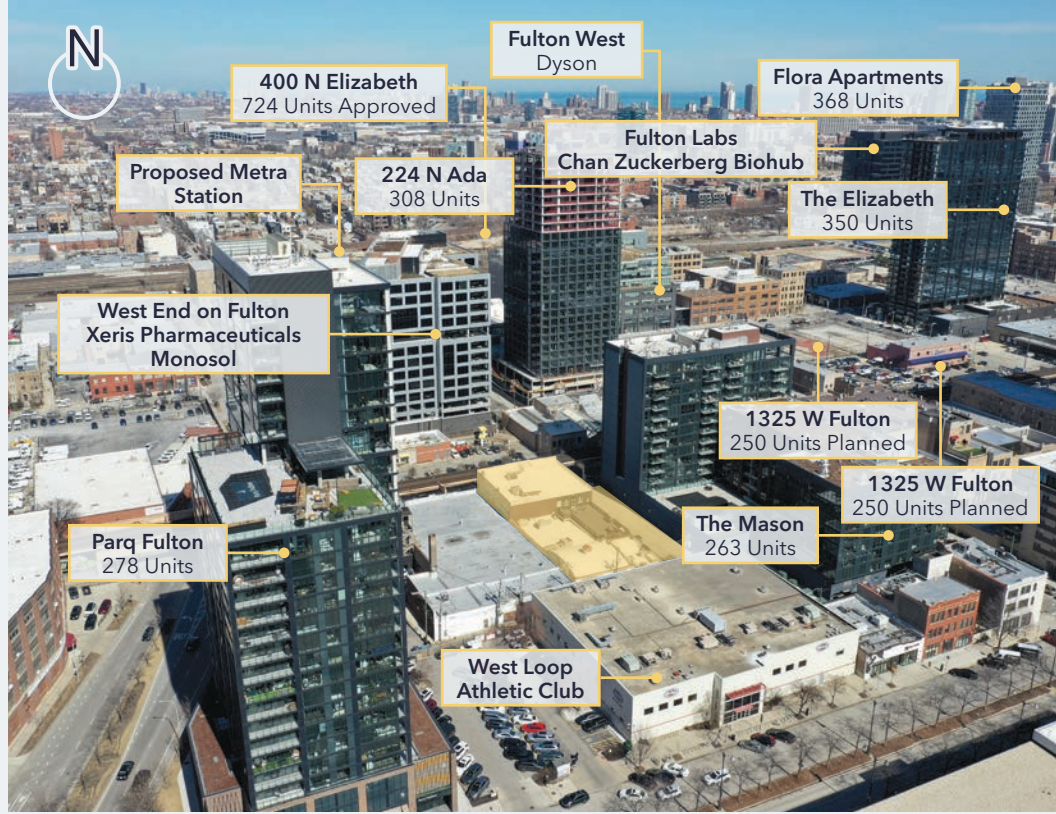 N
Fulton West
Dyson
400 N Elizabeth
724 Units Approved
Flora Apartments
368 Units
Fulton Labs
Chan Zuckerberg Biohub
Proposed Metra
Station
224 N Ada
308 Units
The Elizabeth
350 Units
West End on Fulton
Xeris Pharmaceuticals
Monosol
1325 W Fulton
250 Units Planned
1325 W Fulton
250 Units Planned
The Mason
263 Units
Parq Fulton
278 Units
West Loop
Athletic Club